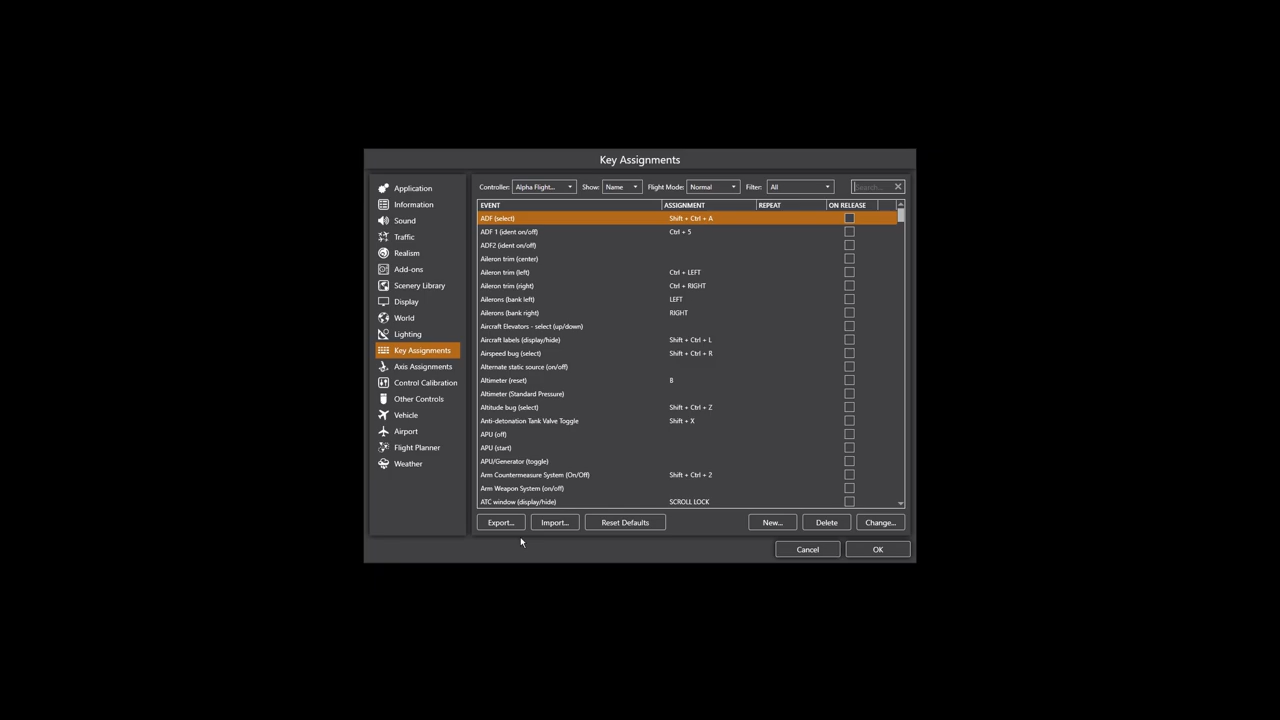 Key Assignments
Application
Information
Sound
Traffic
Realism
Add-ons
Scenery Library
Display
World
Lighting
Key Assignments
Axis Assignments
Control Calibration
Other Controls
Vehicle
Airport
Flight Planner
Weather
Controller: Alpha Flight... Show: Name Flight Mode: Normal Filter: All Search...
EVENT ASSIGNMENT REPEAT ON RELEASE
ADF (select) Shift + Ctrl + A
ADF 1 (ident on/off) Ctrl + 5
ADF2 (ident on/off)
Aileron trim (center)
Aileron trim (left) Ctrl + LEFT
Aileron trim (right) Ctrl + RIGHT
Ailerons (bank left) LEFT
Ailerons (bank right) RIGHT
Aircraft Elevators - select (up/down)
Aircraft labels (display/hide) Shift + Ctrl + L
Airspeed bug (select) Shift + Ctrl + R
Alternate static source (on/off)
Altimeter (reset) B
Altimeter (Standard Pressure)
Altitude bug (select) Shift + Ctrl + Z
Anti-detonation Tank Valve Toggle Shift + X
APU (off)
APU (start)
APU/Generator (toggle)
Arm Countermeasure System (On/Off) Shift + Ctrl + 2
Arm Weapon System (on/off)
ATC window (display/hide) SCROLL LOCK
Export... Import... Reset Defaults New... Delete Change...
Cancel OK